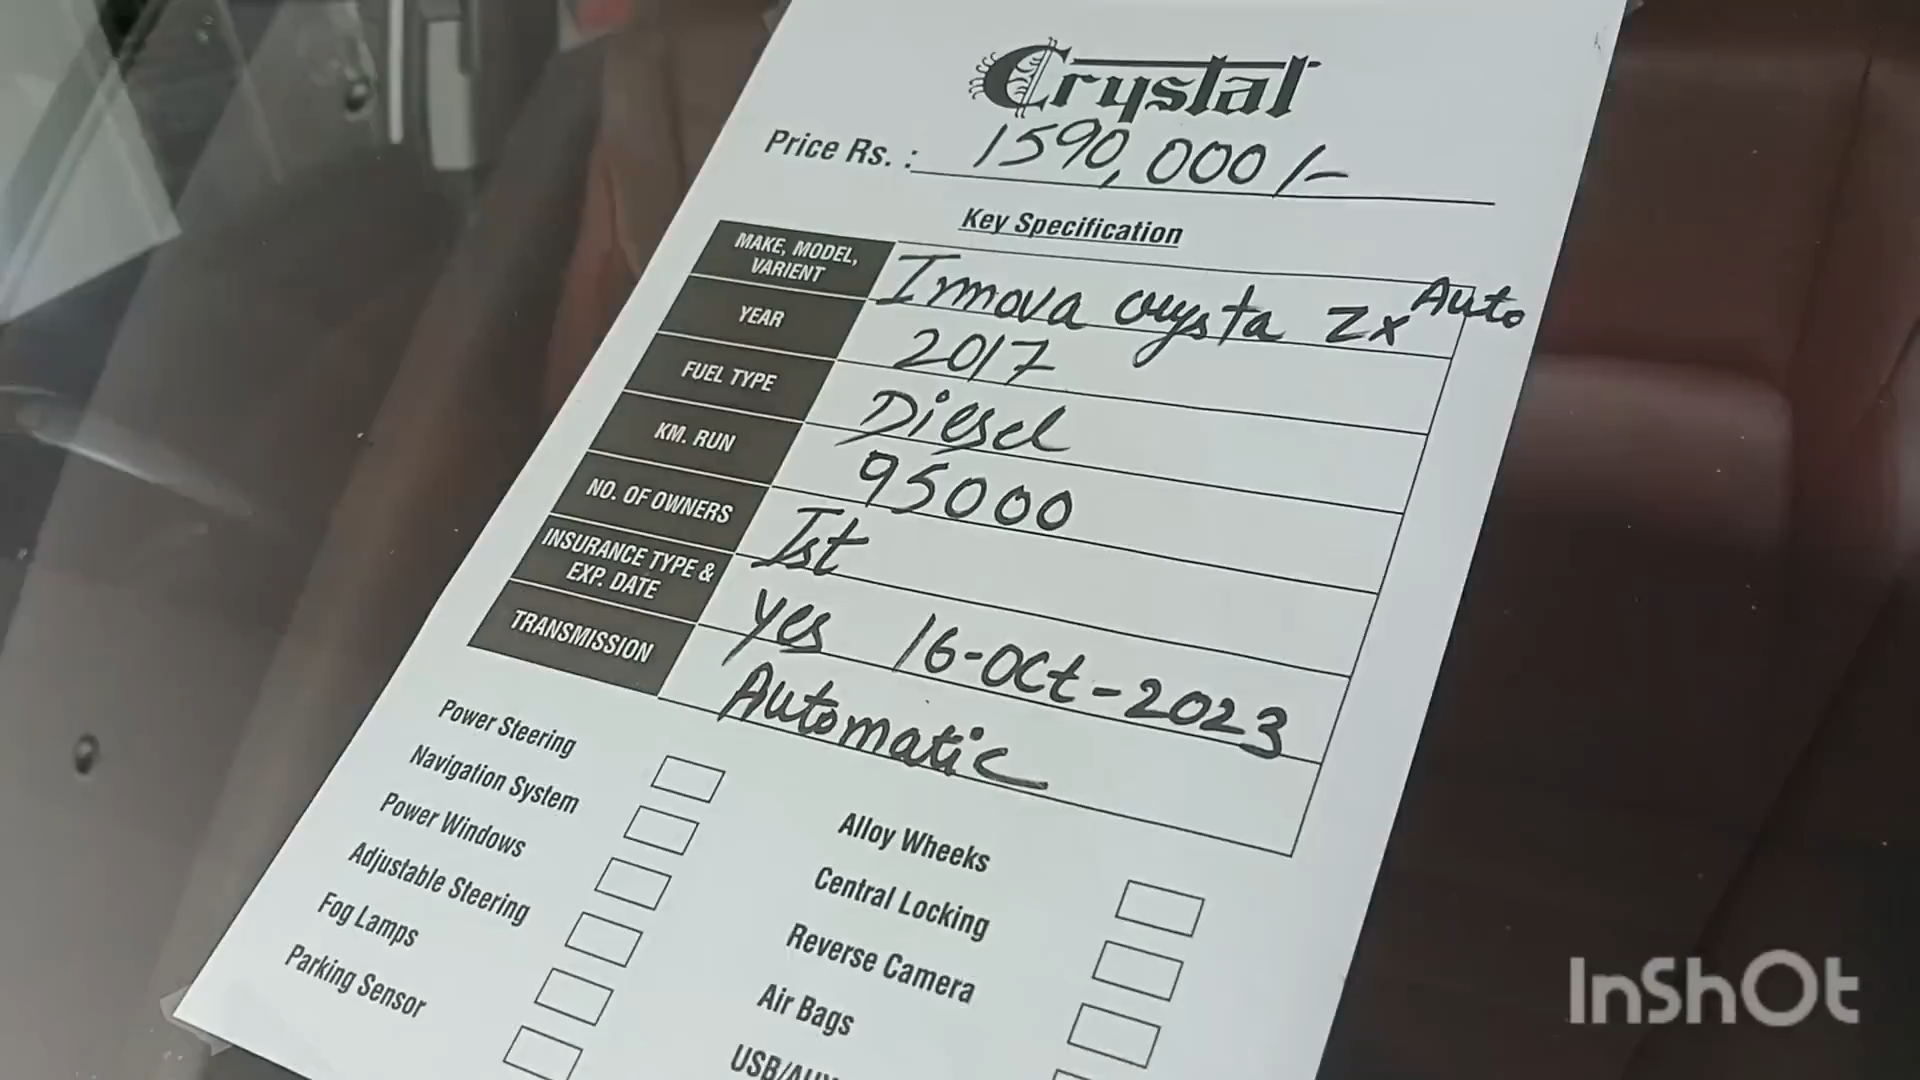 Crystal
Price Rs. : 1590,000/-
Key Specification
MAKE, MODEL, VARIENT Innova crysta Zx Auto
YEAR 2017
FUEL TYPE Diesel
KM. RUN 95000
NO. OF OWNERS Ist
INSURANCE TYPE & EXP. DATE yes 16-Oct-2023
TRANSMISSION Automatic
Power Steering
Navigation System
Power Windows
Adjustable Steering
Fog Lamps
Parking Sensor
Alloy Wheeks
Central Locking
Reverse Camera
Air Bags
USB/AUX
InShOt